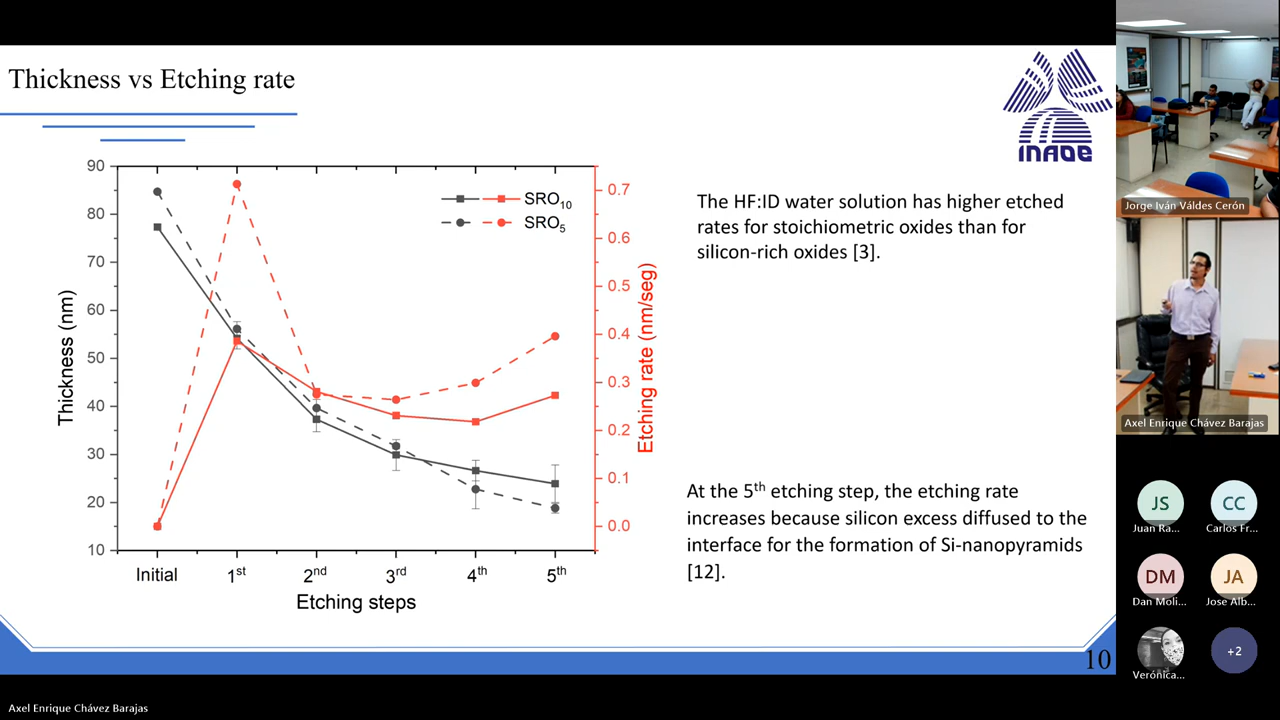 Thickness vs Etching rate
INAOE
90
80
70
60
50
40
30
20
10
Thickness (nm)
0.7
0.6
0.5
0.4
0.3
0.2
0.1
0.0
Etching rate (nm/seg)
SRO10
SRO5
Initial 1st 2nd 3rd 4th 5th
Etching steps
The HF:ID water solution has higher etched
rates for stoichiometric oxides than for
silicon-rich oxides [3].
At the 5th etching step, the etching rate
increases because silicon excess diffused to the
interface for the formation of Si-nanopyramids
[12].
10
Jorge Iván Váldes Cerón
Axel Enrique Chávez Barajas
JS
Juan Ra...
CC
Carlos Fr...
DM
Dan Moli...
JA
Jose Alb...
Verónica...
+2
Axel Enrique Chávez Barajas